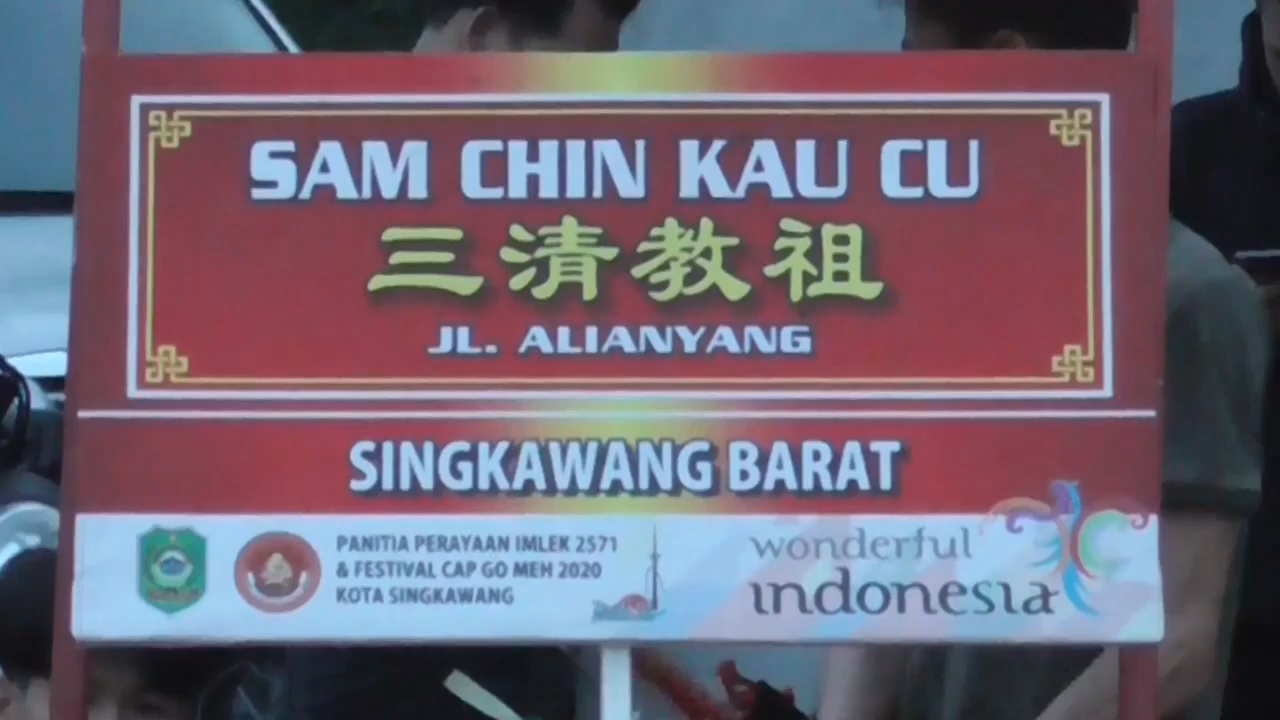 SAM CHIN KAU CU
三清教祖
JL. ALIANYANG
SINGKAWANG BARAT
PANITIA PERAYAAN IMLEK 2571
& FESTIVAL CAP GO MEH 2020
KOTA SINGKAWANG
wonderful
indonesia